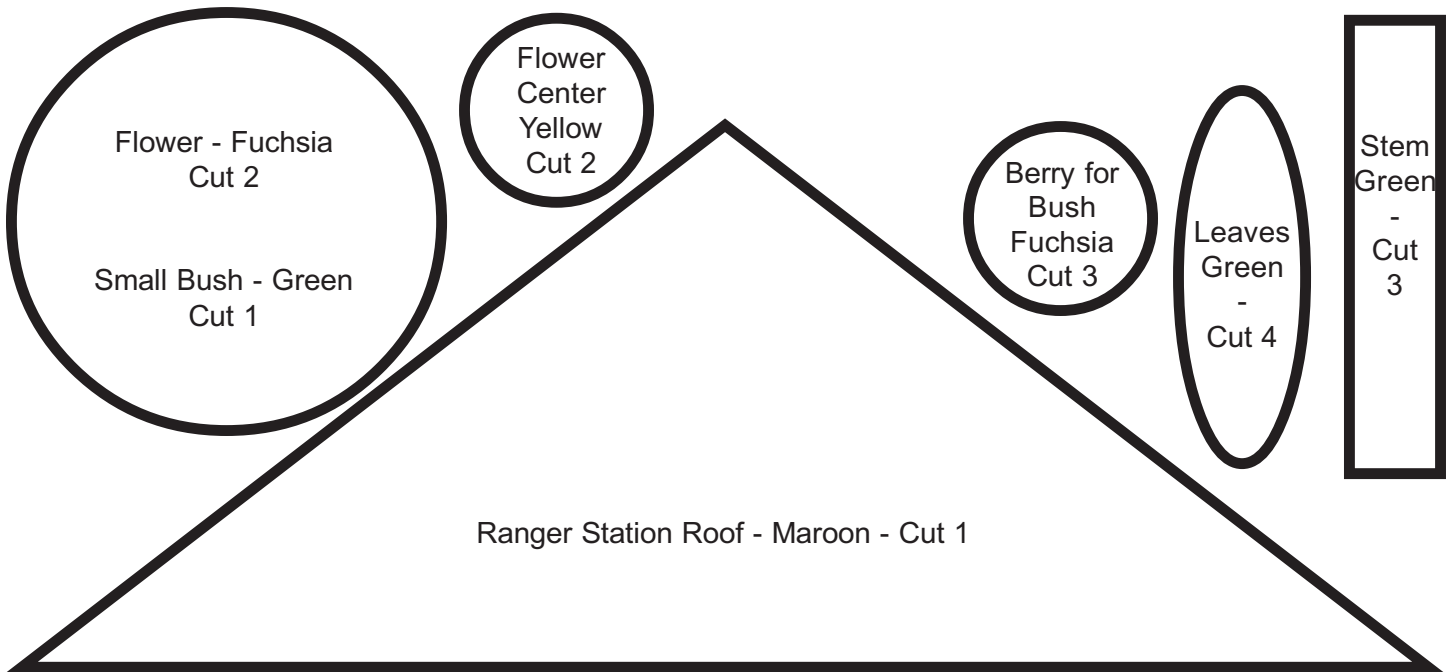 Flower - Fuchsia
Cut 2
Small Bush - Green
Cut 1
Flower
Center
Yellow
Cut 2
Berry for
Bush
Fuchsia
Cut 3
Leaves
Green
-
Cut 4
Stem
Green
-
Cut
3
Ranger Station Roof - Maroon - Cut 1